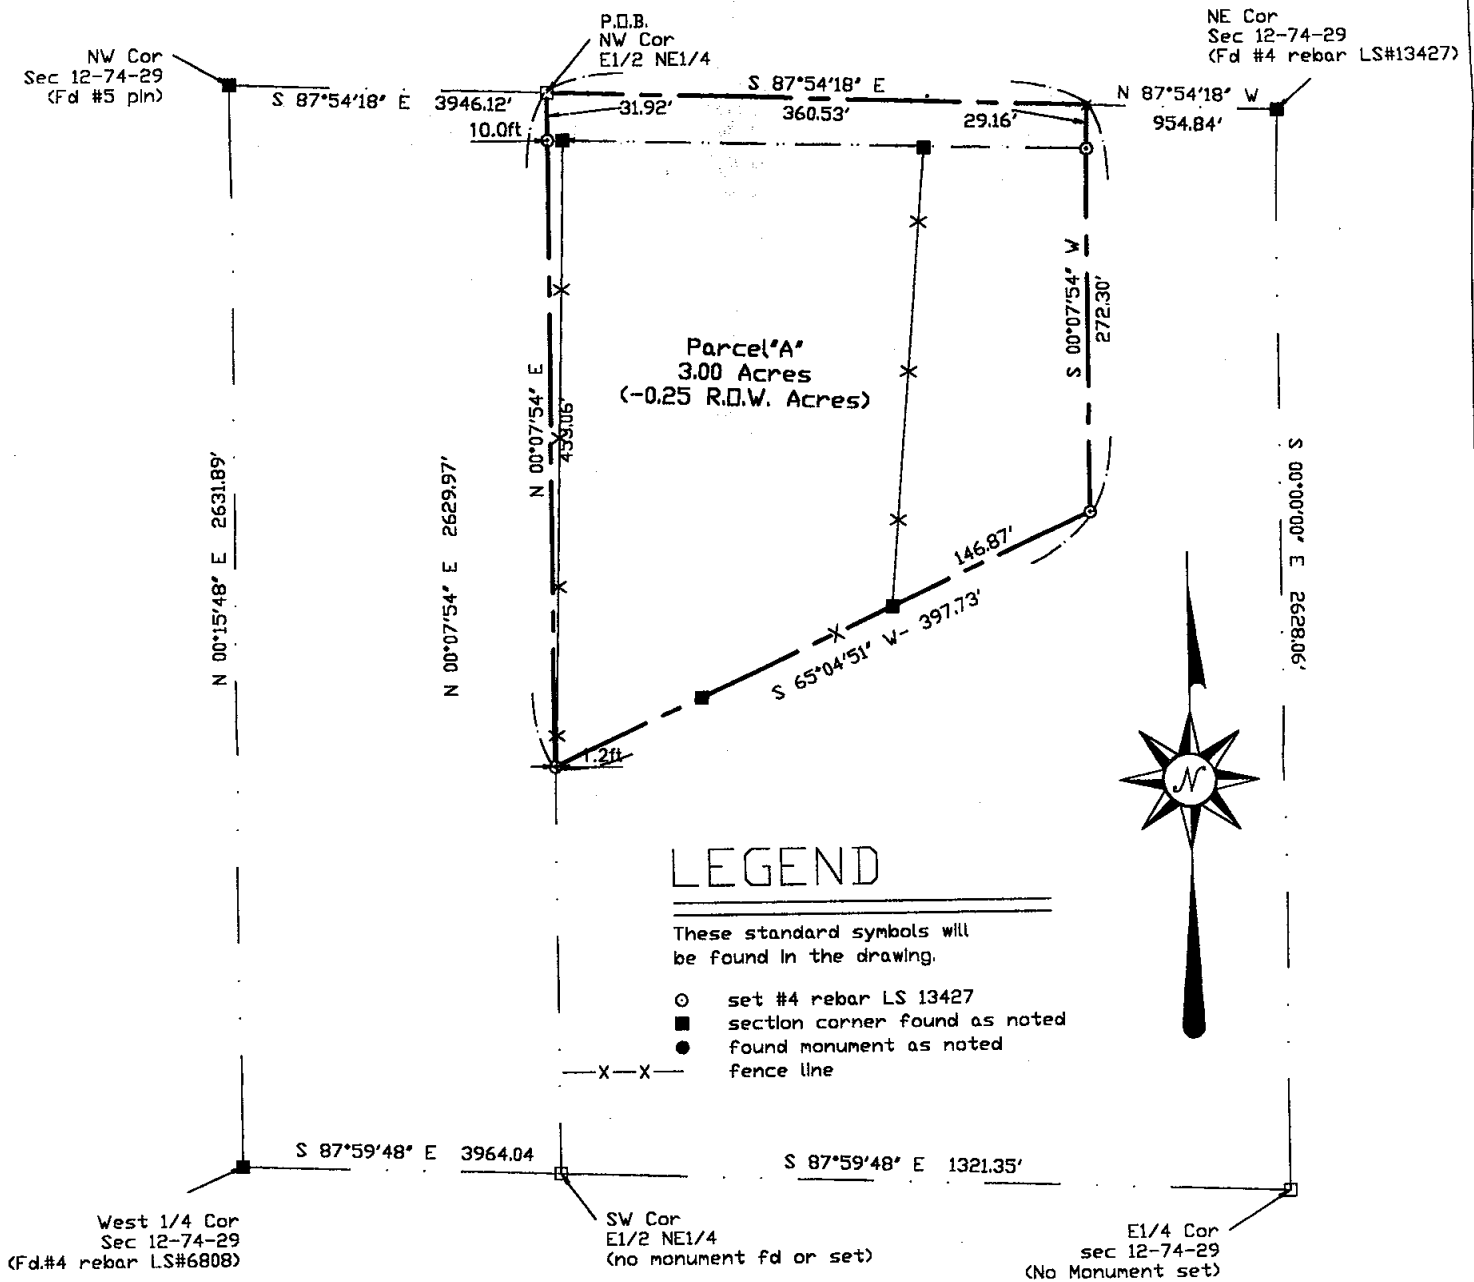 P.O.B.
NW Cor
E1/2 NE1/4
NE Cor
Sec 12-74-29
(Fd #4 rebar LS#13427)
NW Cor
Sec 12-74-29
(Fd #5 pin)
S 87°54'18" E 3946.12'
S 87°54'18" E
360.53'
31.92'
29.16'
N 87°54'18" W
954.84'
10.0ft
S 00°07'54" W
272.30'
Parcel "A"
3.00 Acres
(-0.25 R.O.W. Acres)
N 00°07'54" E
453.06'
N 00°15'48" E 2631.89'
N 00°07'54" E 2629.97'
S 00°00'00" E 2628.06'
146.87'
S 65°04'51" W- 397.73'
1.2ft
N
LEGEND
These standard symbols will
be found in the drawing.
set #4 rebar LS 13427
section corner found as noted
found monument as noted
X X fence line
S 87°59'48" E 3964.04
S 87°59'48" E 1321.35'
West 1/4 Cor
Sec 12-74-29
(Fd.#4 rebar LS#6808)
SW Cor
E1/2 NE1/4
(no monument fd or set)
E1/4 Cor
sec 12-74-29
(No Monument set)